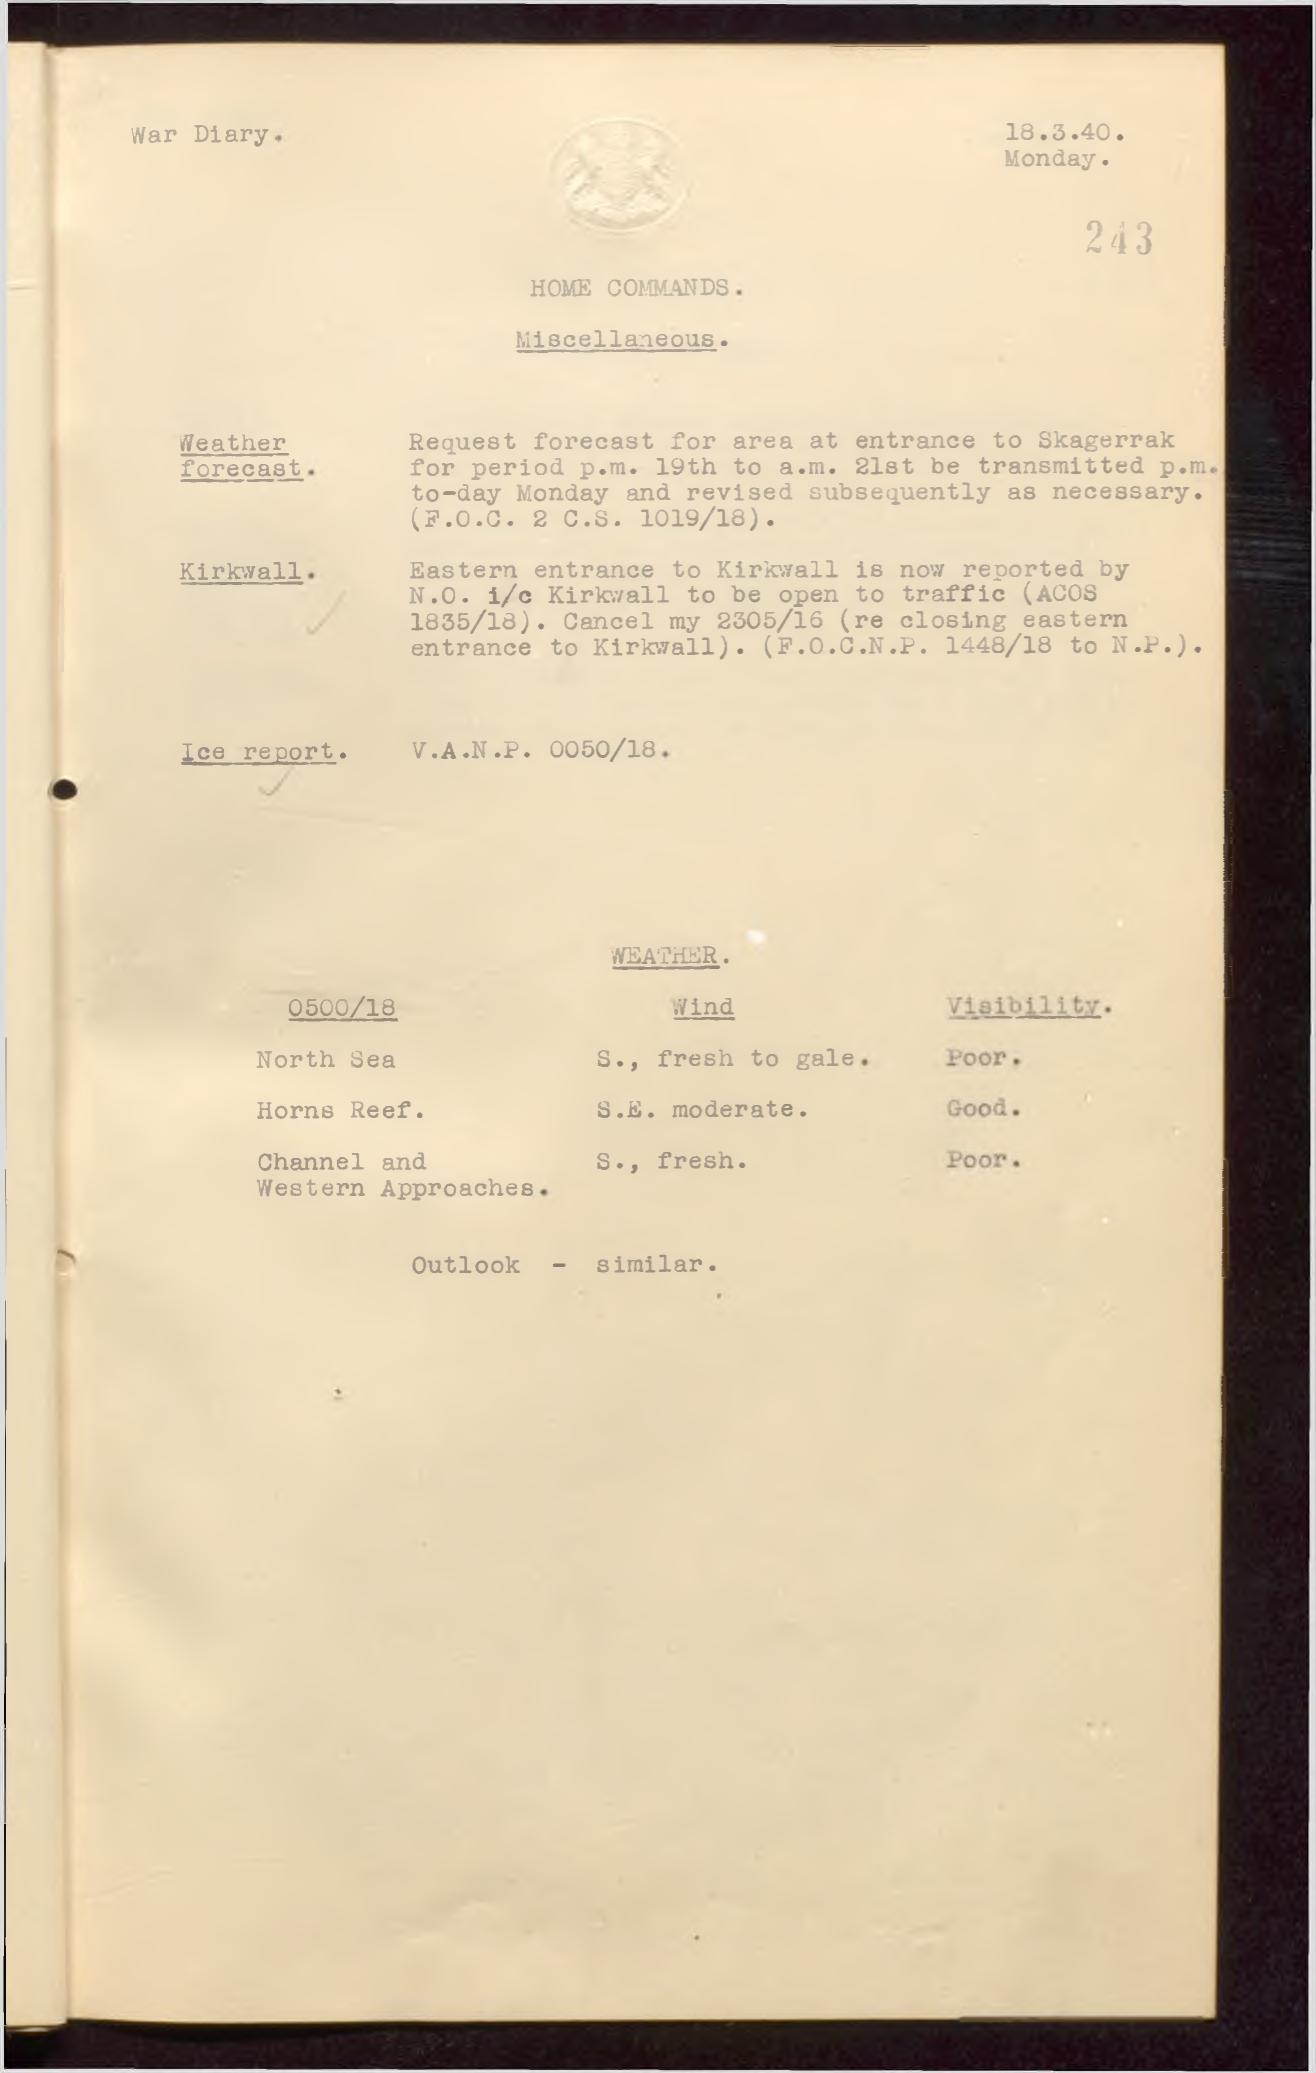 War Diary.
18.3.40.
Monday.
243
HOME COMMANDS.
Miscellaneous.
Weather
forecast.
Request forecast for area at entrance to Skagerrak
for period p.m. 19th to a.m. 21st be transmitted p.m.
to-day Monday and revised subsequently as necessary.
(F.O.C. 2 C.S. 1019/18).
Kirkwall.
Eastern entrance to Kirkwall is now reported by
N.O. i/c Kirkwall to be open to traffic (ACOS
1835/18). Cancel my 2305/16 (re closing eastern
entrance to Kirkwall). (F.O.C.N.P. 1448/18 to N.P.).
Ice report.
V.A.N.P. 0050/18.
WEATHER.
0500/18 Wind Visibility.
North Sea S., fresh to gale. Poor.
Horns Reef. S.E. moderate. Good.
Channel and S., fresh. Poor.
Western Approaches.
Outlook - similar.